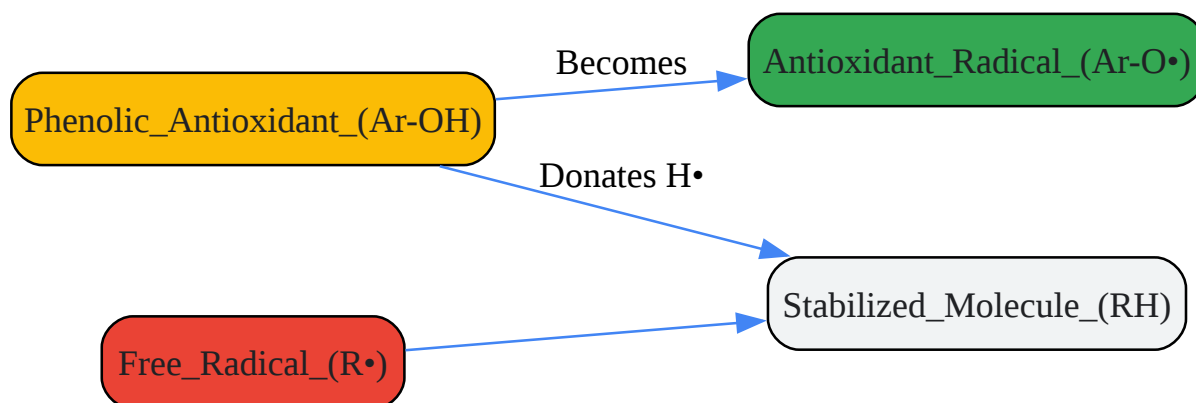 Becomes
Antioxidant_Radical_(Ar-O•)
Phenolic_Antioxidant_(Ar-OH)
Donates H•
Stabilized_Molecule_(RH)
Free_Radical_(R•)